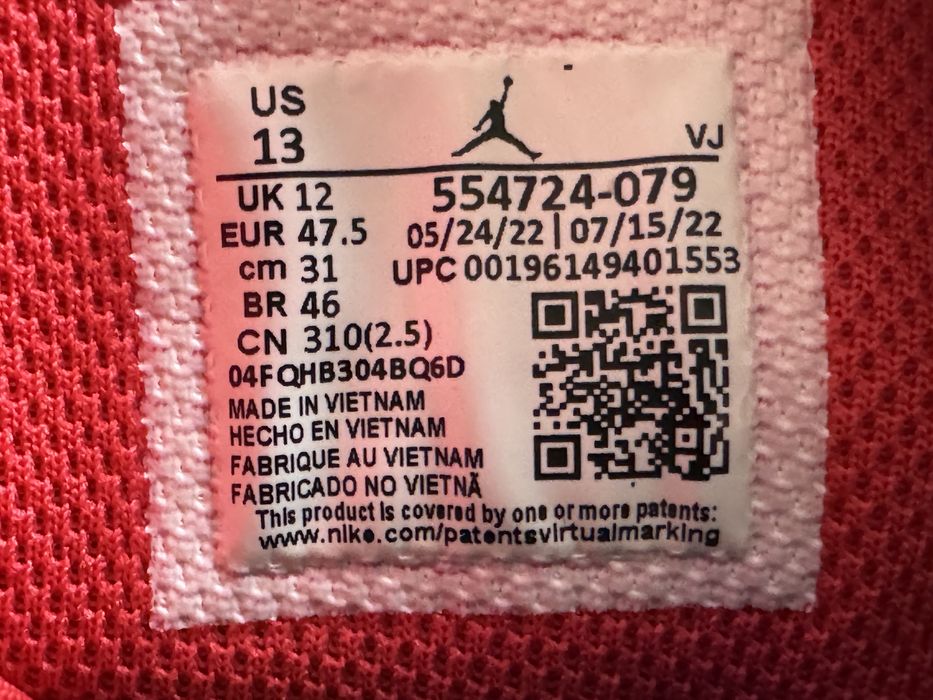 US
13
VJ
UK 12
554724-079
EUR 47.5
05/24/22 | 07/15/22
cm 31
UPC 00196149401553
BR 46
CN 310(2.5)
04FQHB304BQ6D
MADE IN VIETNAM
HECHO EN VIETNAM
FABRIQUE AU VIETNAM
FABRICADO NO VIETNÃ
This product is covered by one or more patents:
www.nike.com/patentsvirtualmarking